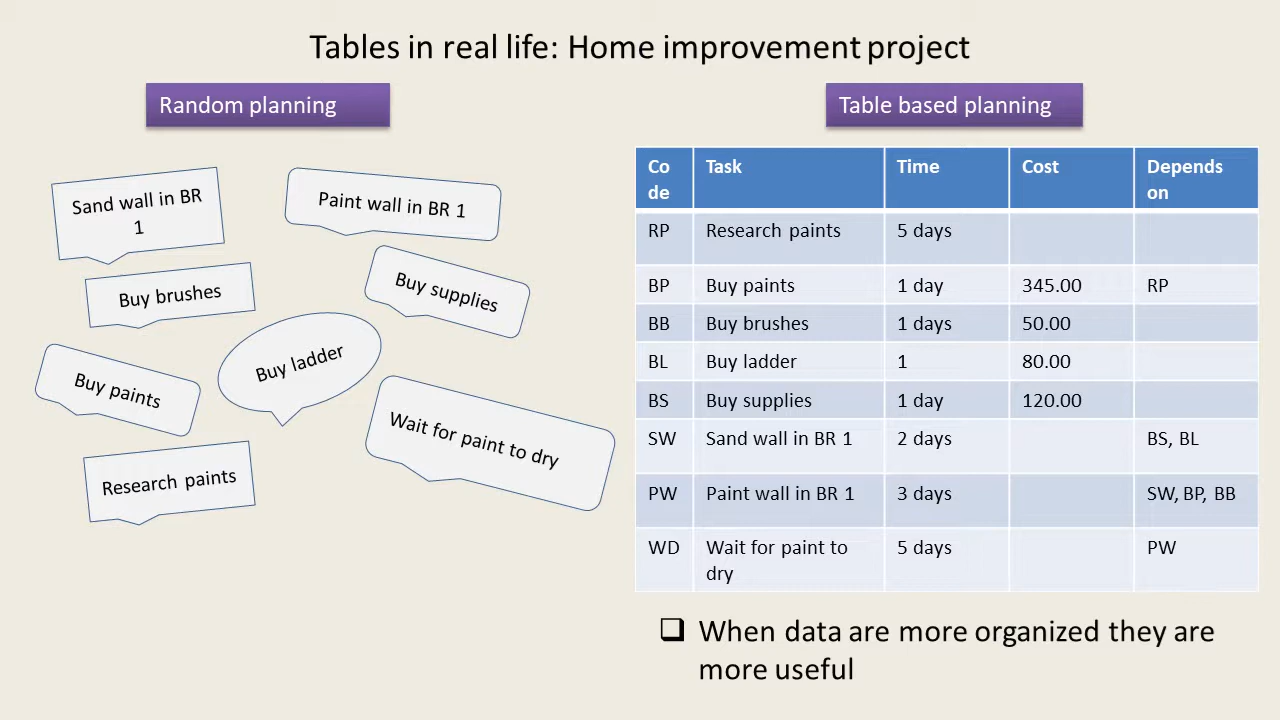 Tables in real life: Home improvement project
Random planning
Sand wall in BR
1
Paint wall in BR 1
Buy brushes
Buy supplies
Buy ladder
Buy paints
Wait for paint to dry
Research paints
Table based planning
Co
de Task Time Cost Depends
on
RP Research paints 5 days
BP Buy paints 1 day 345.00 RP
BB Buy brushes 1 days 50.00
BL Buy ladder 1 80.00
BS Buy supplies 1 day 120.00
SW Sand wall in BR 1 2 days BS, BL
PW Paint wall in BR 1 3 days SW, BP, BB
WD Wait for paint to
dry 5 days PW
❑ When data are more organized they are
more useful